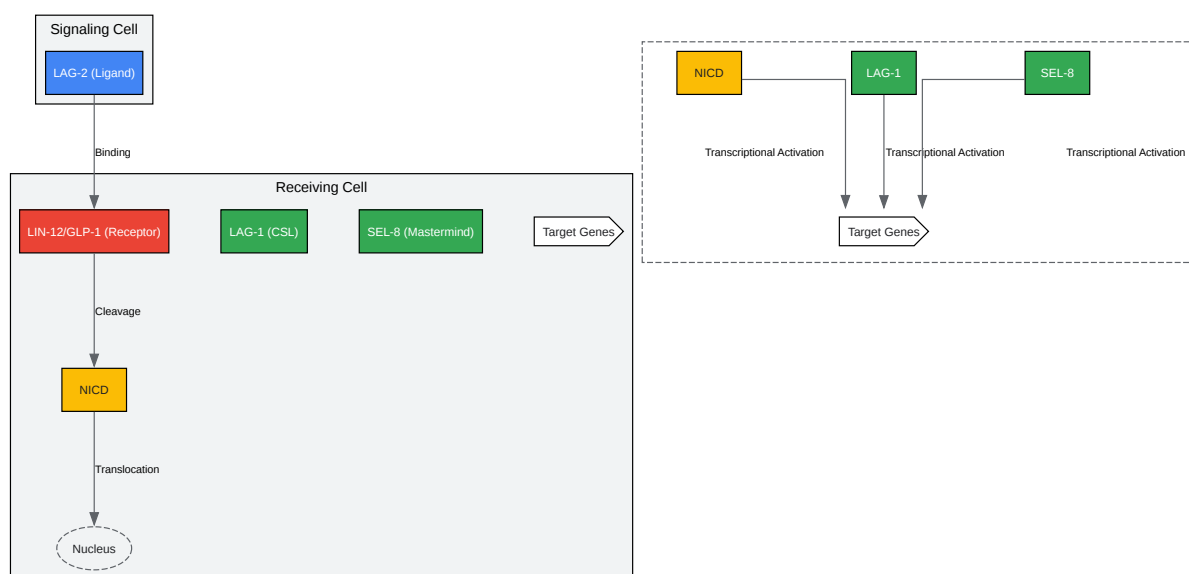 Signaling Cell
LAG-2 (Ligand)
Binding
Receiving Cell
LIN-12/GLP-1 (Receptor)
LAG-1 (CSL)
SEL-8 (Mastermind)
Target Genes
Cleavage
NICD
Translocation
Nucleus
NICD
LAG-1
SEL-8
Transcriptional Activation
Transcriptional Activation
Transcriptional Activation
Target Genes